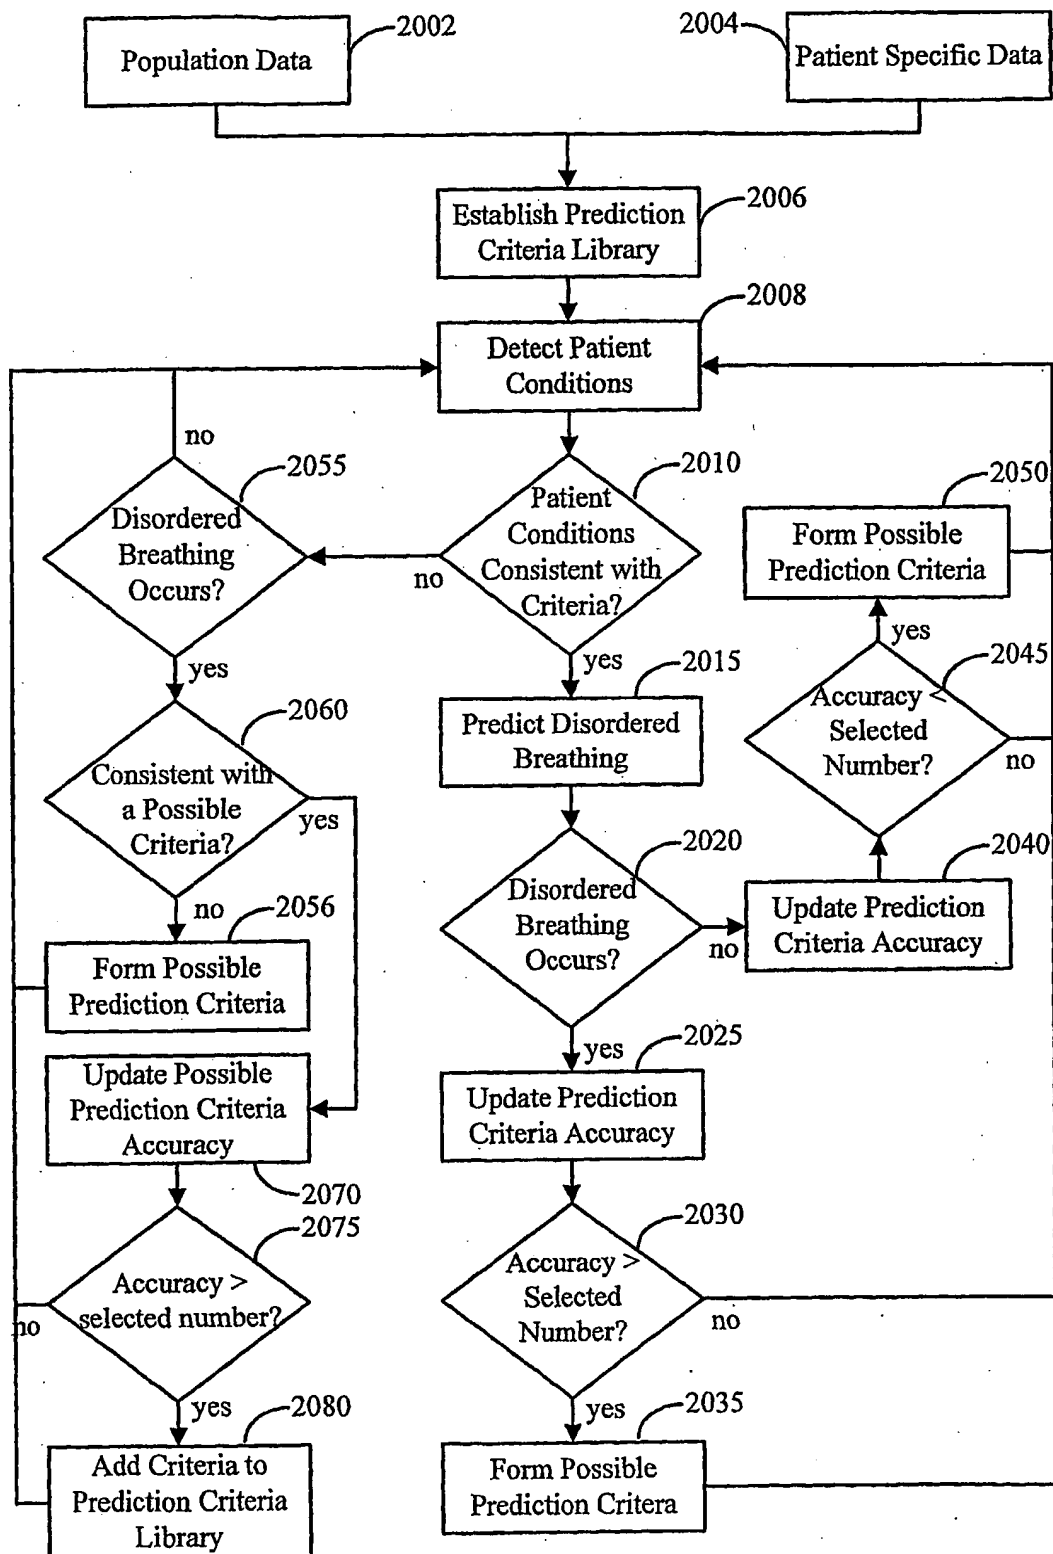 2002
2004
Population Data
Patient Specific Data
2006
Establish Prediction
Criteria Library
2008
Detect Patient
Conditions
no
2055
2010
2050
Disordered
Breathing
Occurs?
Patient
Conditions
Consistent with
Criteria?
Form Possible
Prediction Criteria
no
yes
yes
yes
2015
2045
2060
Predict Disordered
Breathing
Accuracy <
Selected
Number?
no
Consistent with
a Possible
Criteria?
yes
2020
2040
Disordered
Breathing
Occurs?
no
Update Prediction
Criteria Accuracy
no
2056
Form Possible
Prediction Criteria
yes
2025
Update Possible
Prediction Criteria
Accuracy
Update Prediction
Criteria Accuracy
2070
2075
2030
Accuracy >
selected number?
no
Accuracy >
Selected
Number?
no
yes
2080
yes
2035
Add Criteria to
Prediction Criteria
Library
Form Possible
Prediction Critera